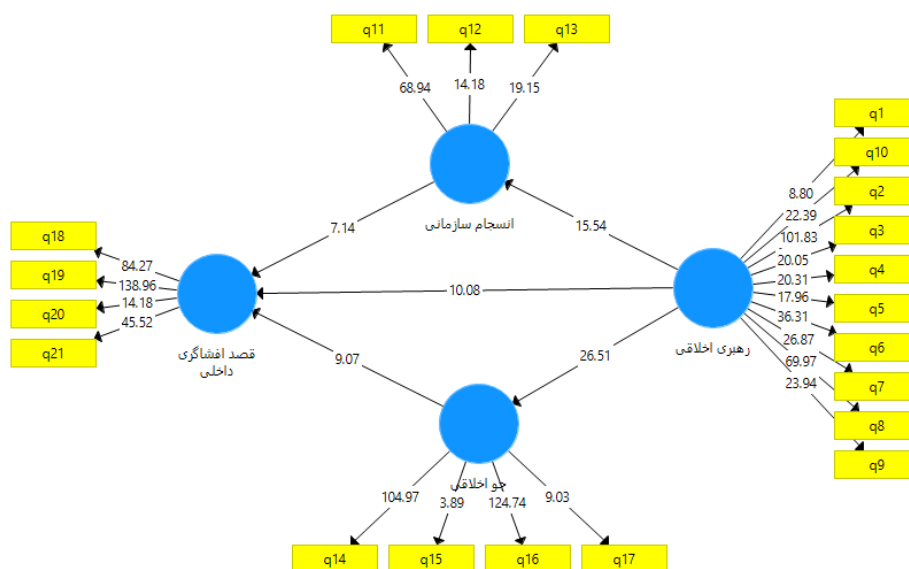 q11
q12
q13
68.94
14.18
19.15
انسجام سازمانی
7.14
15.54
q18
q19
q20
q21
84.27
138.96
14.18
45.52
قصد افشاگری
داخلی
10.08
رهبری اخلاقی
q1
q10
q2
q3
q4
q5
q6
q7
q8
q9
8.80
22.39
101.83
20.05
20.31
17.96
36.31
26.87
69.97
23.94
9.07
26.51
جو اخلاقی
104.97
3.89
124.74
9.03
q14
q15
q16
q17